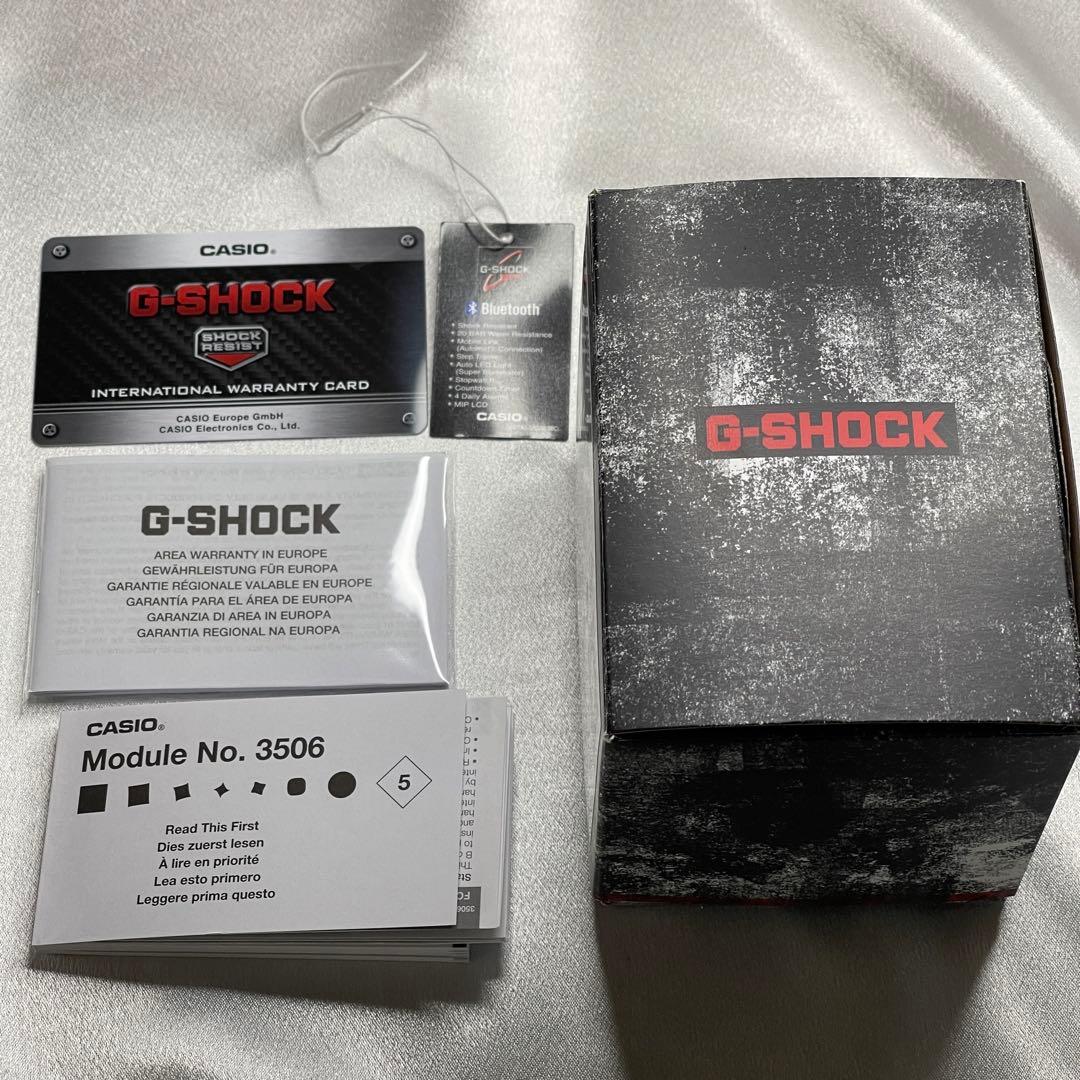 CASIO®
G-SHOCK
SHOCK
RESIST
INTERNATIONAL WARRANTY CARD
CASIO Europe GmbH
CASIO Electronics Co., Ltd.
G-SHOCK
Bluetooth®
• Shock Resistant
• 20 BAR Water Resistance
• Mobile Link
(Automatic Connection)
• Step Tracker
• Auto LED Light
(Super Illuminator)
• Stopwatch
• Countdown Timer
• 4 Daily Alarms
• MIP LCD
CASIO
G-SHOCK
G-SHOCK
AREA WARRANTY IN EUROPE
GEWÄHRLEISTUNG FÜR EUROPA
GARANTIE RÉGIONALE VALABLE EN EUROPE
GARANTÍA PARA EL ÁREA DE EUROPA
GARANZIA DI AREA IN EUROPA
GARANTIA REGIONAL NA EUROPA
CASIO®
Module No. 3506
5
Read This First
Dies zuerst lesen
À lire en priorité
Lea esto primero
Leggere prima questo
3506